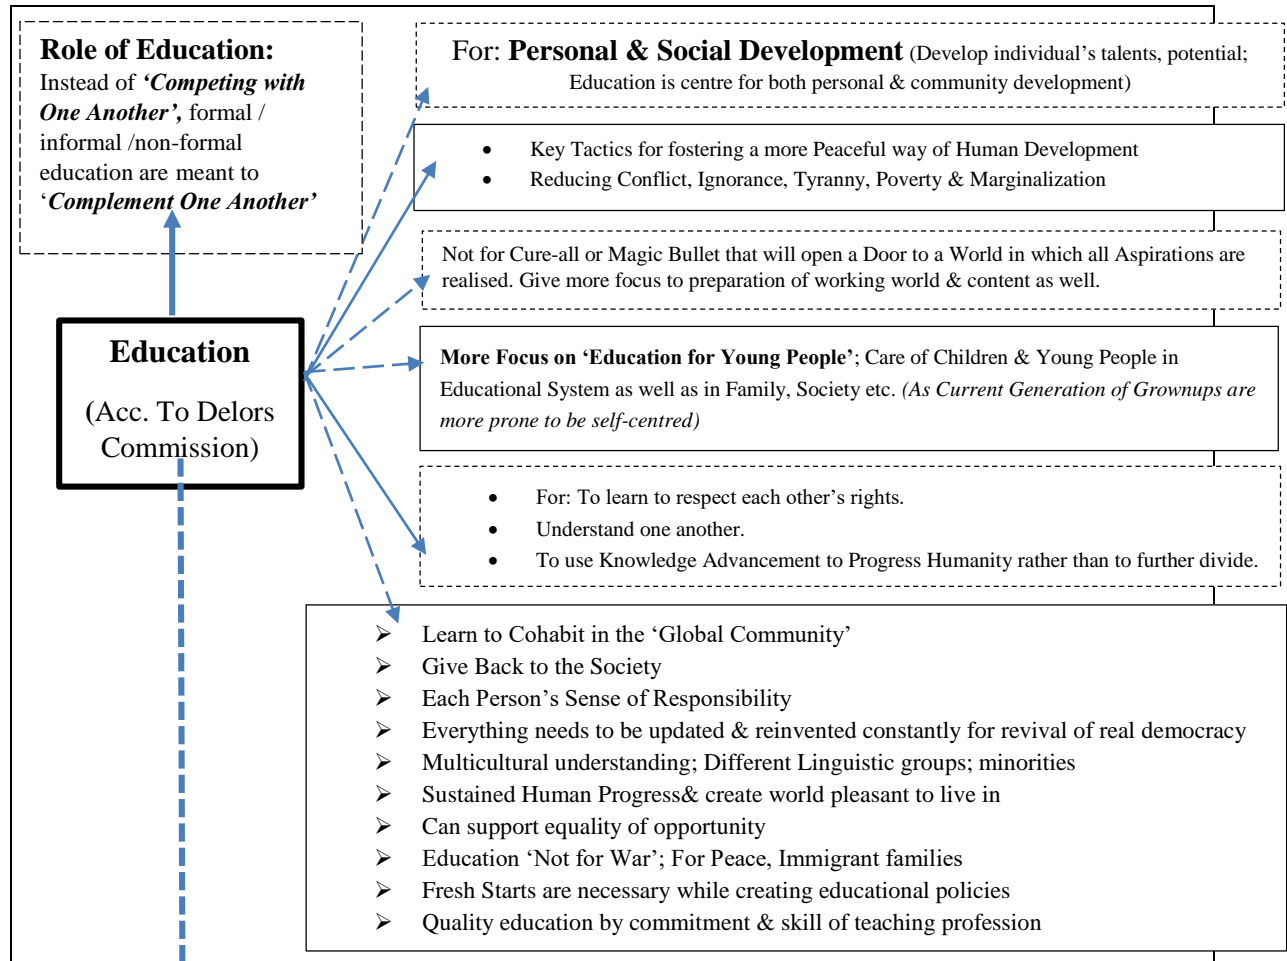 Role of Education:
Instead of ‘Competing with
One Another’, formal /
informal /non-formal
education are meant to
‘Complement One Another’
Education
(Acc. To Delors
Commission)
For: Personal & Social Development (Develop individual’s talents, potential;
Education is centre for both personal & community development)
• Key Tactics for fostering a more Peaceful way of Human Development
• Reducing Conflict, Ignorance, Tyranny, Poverty & Marginalization
Not for Cure-all or Magic Bullet that will open a Door to a World in which all Aspirations are
realised. Give more focus to preparation of working world & content as well.
More Focus on ‘Education for Young People’; Care of Children & Young People in
Educational System as well as in Family, Society etc. (As Current Generation of Grownups are
more prone to be self-centred)
• For: To learn to respect each other’s rights.
• Understand one another.
• To use Knowledge Advancement to Progress Humanity rather than to further divide.
➢ Learn to Cohabit in the ‘Global Community’
➢ Give Back to the Society
➢ Each Person’s Sense of Responsibility
➢ Everything needs to be updated & reinvented constantly for revival of real democracy
➢ Multicultural understanding; Different Linguistic groups; minorities
➢ Sustained Human Progress& create world pleasant to live in
➢ Can support equality of opportunity
➢ Education ‘Not for War’; For Peace, Immigrant families
➢ Fresh Starts are necessary while creating educational policies
➢ Quality education by commitment & skill of teaching profession